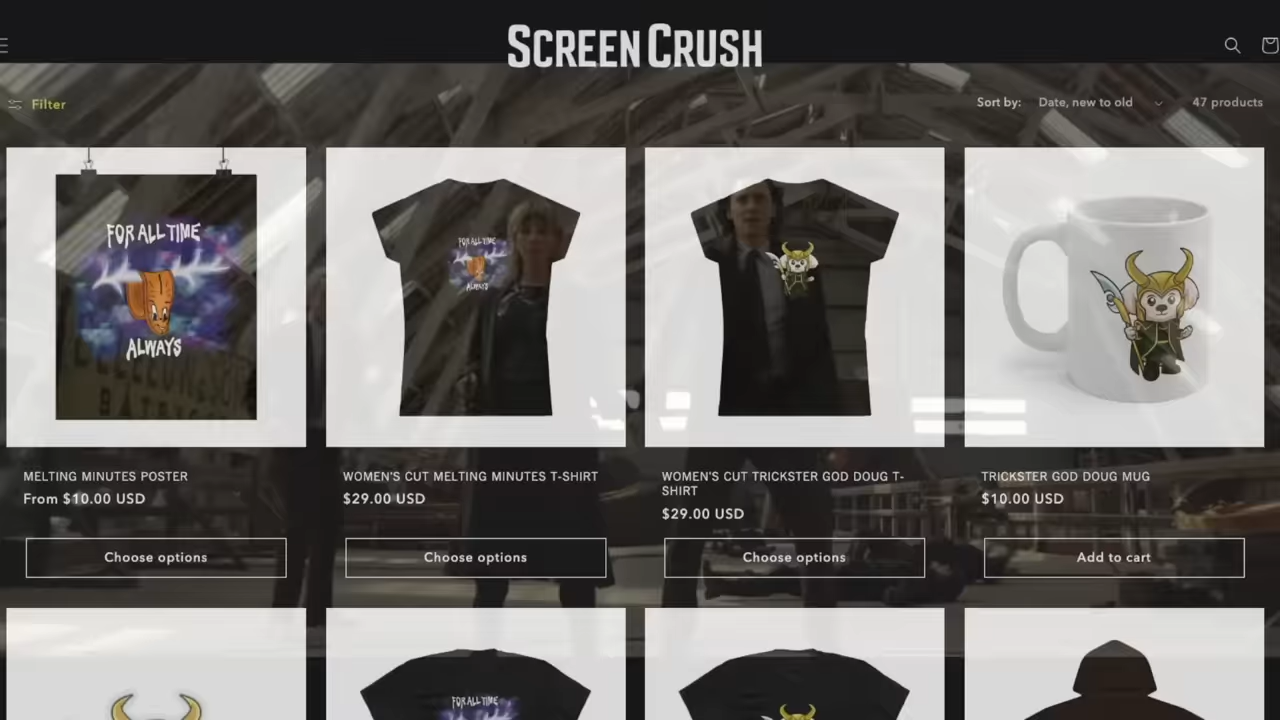 SCREENCRUSH
Filter
Sort by: Date, new to old 47 products
FOR ALL TIME
ALWAYS
FOR ALL TIME
ALWAYS
MELTING MINUTES POSTER
From $10.00 USD
Choose options
WOMEN'S CUT MELTING MINUTES T-SHIRT
$29.00 USD
Choose options
WOMEN'S CUT TRICKSTER GOD DOUG T-
SHIRT
$29.00 USD
Choose options
TRICKSTER GOD DOUG MUG
$10.00 USD
Add to cart
FOR ALL TIME